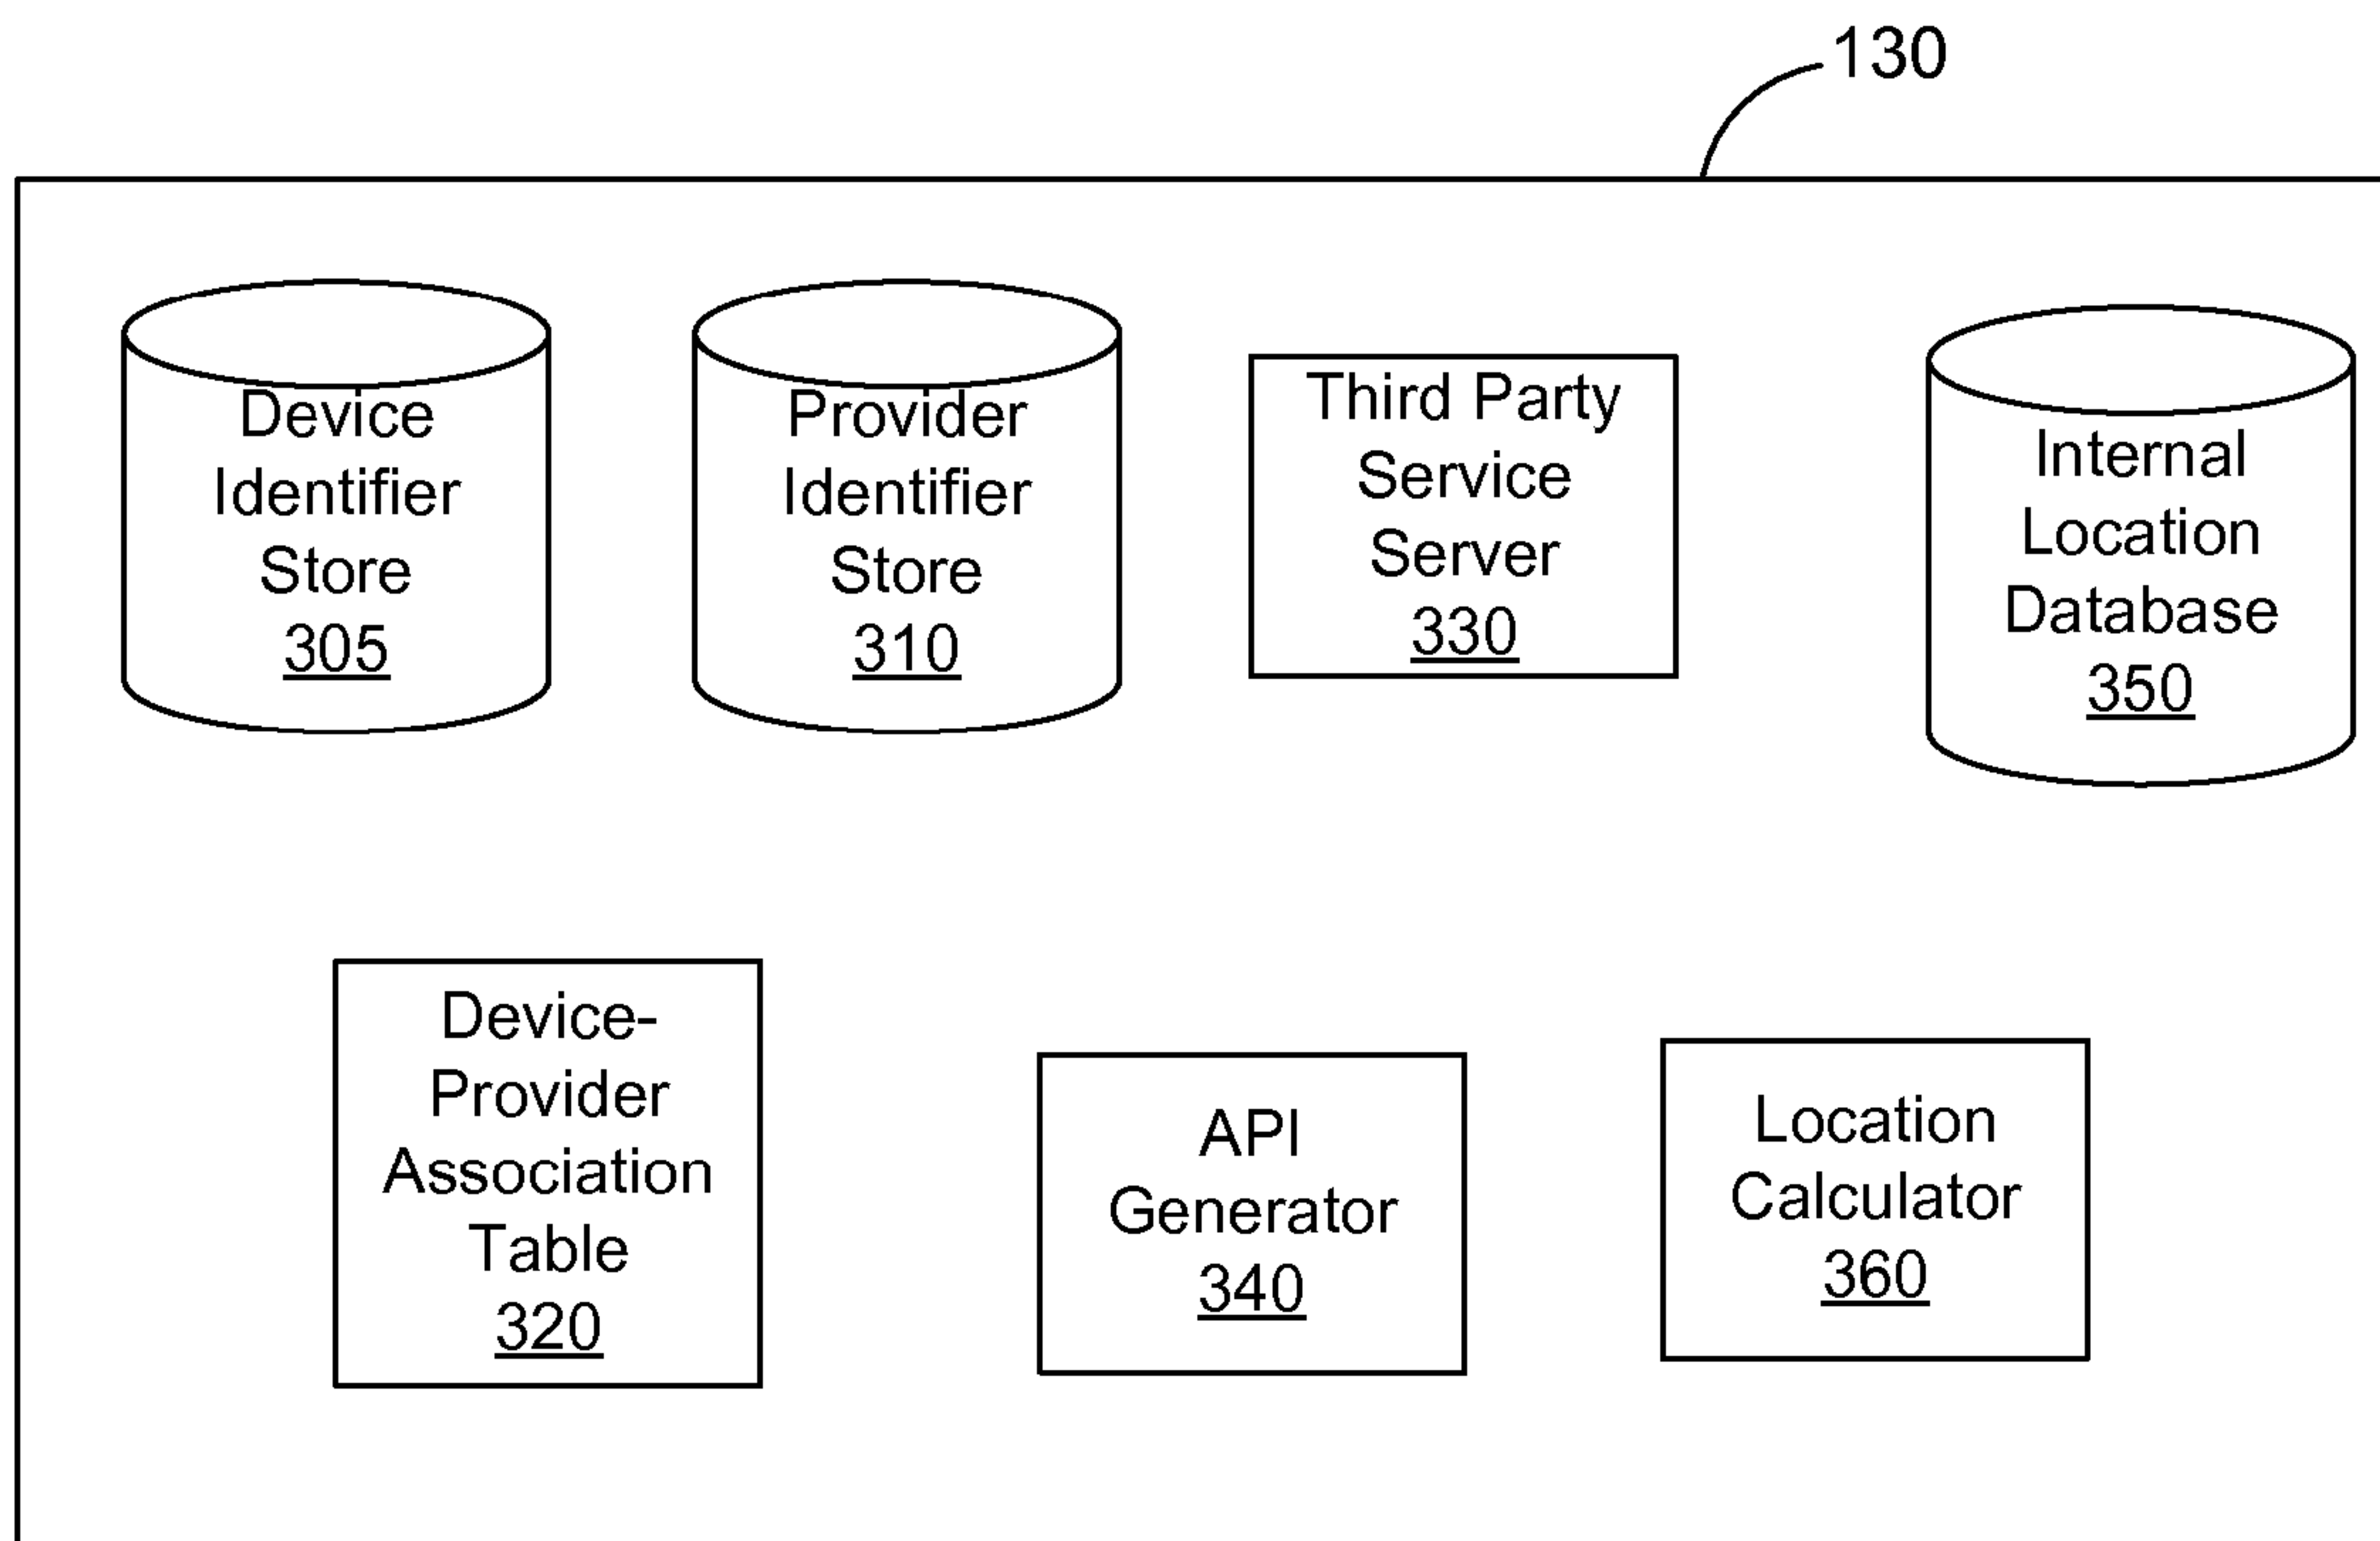 130
Device
Identifier
Store
305
Provider
Identifier
Store
310
Third Party
Service
Server
330
Internal
Location
Database
350
Device-
Provider
Association
Table
320
API
Generator
340
Location
Calculator
360